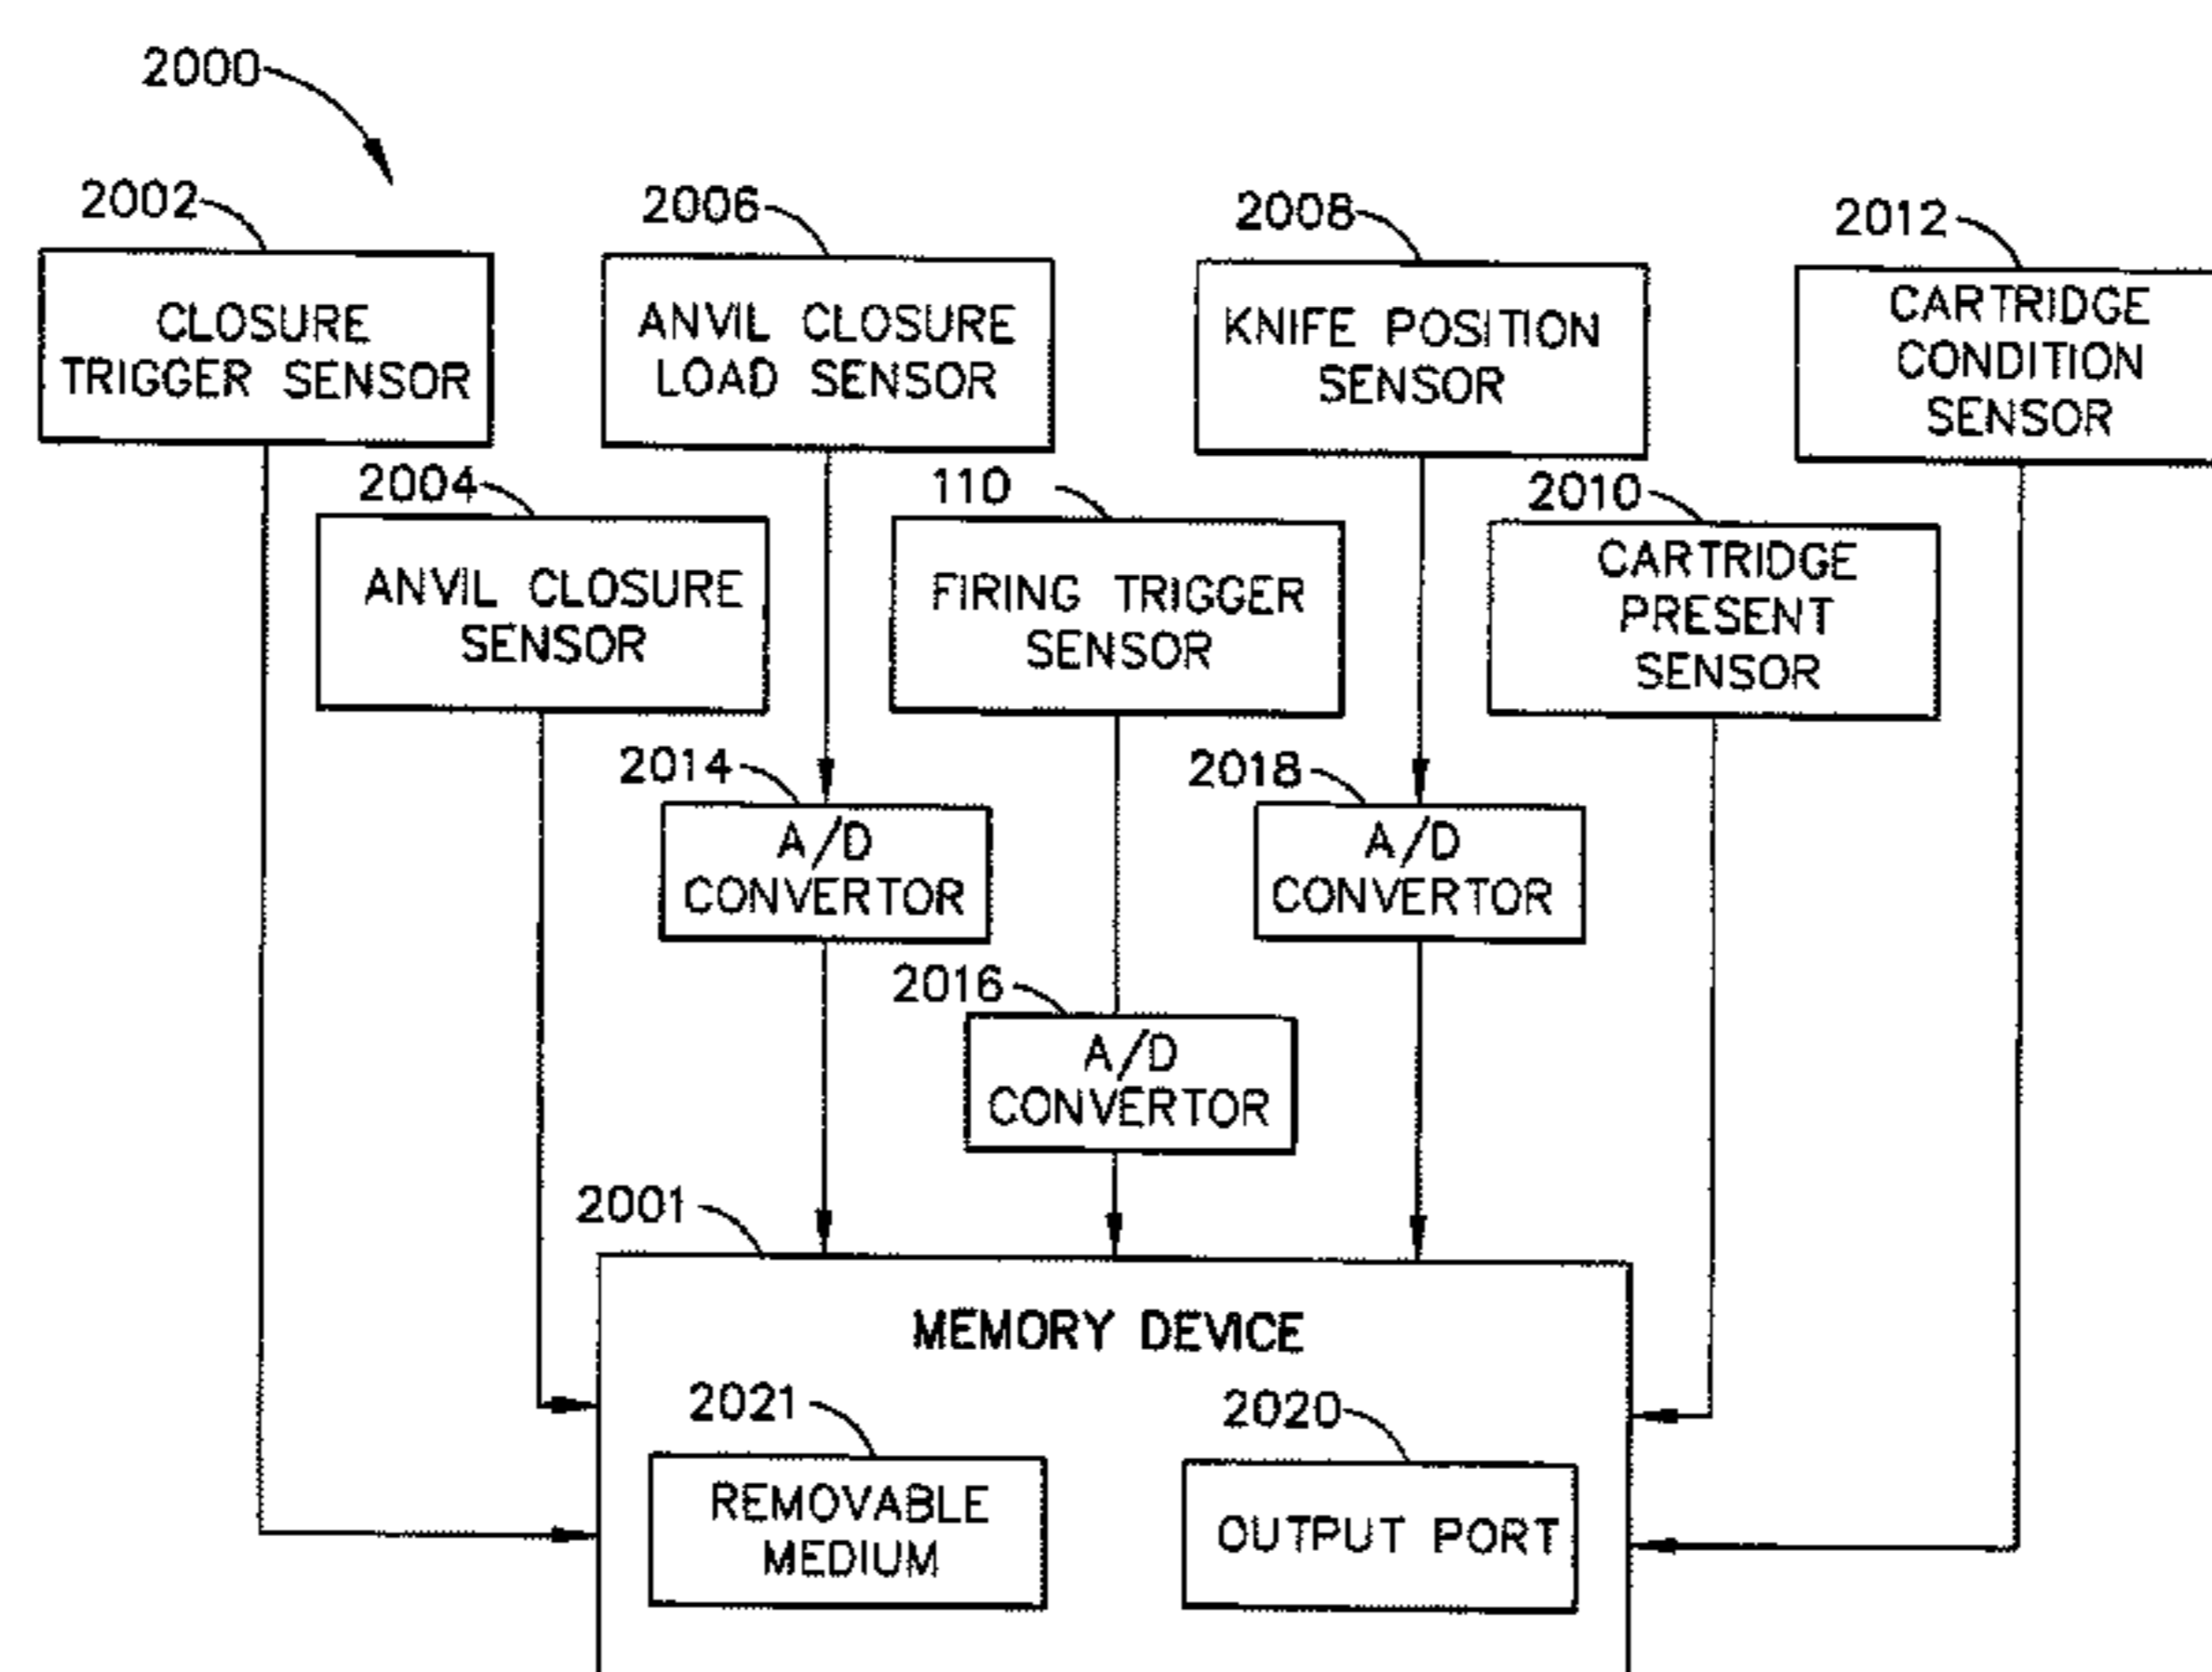 2000
2002
2006
2008
2012
CLOSURE
TRIGGER SENSOR
ANVIL CLOSURE
LOAD SENSOR
KNIFE POSITION
SENSOR
CARTRIDGE
CONDITION
SENSOR
2004
110
2010
ANVIL CLOSURE
SENSOR
FIRING TRIGGER
SENSOR
CARTRIDGE
PRESENT
SENSOR
2014
2018
A/D
CONVERTOR
A/D
CONVERTOR
2016
A/D
CONVERTOR
2001
MEMORY DEVICE
2021
2020
REMOVABLE
MEDIUM
OUTPUT PORT